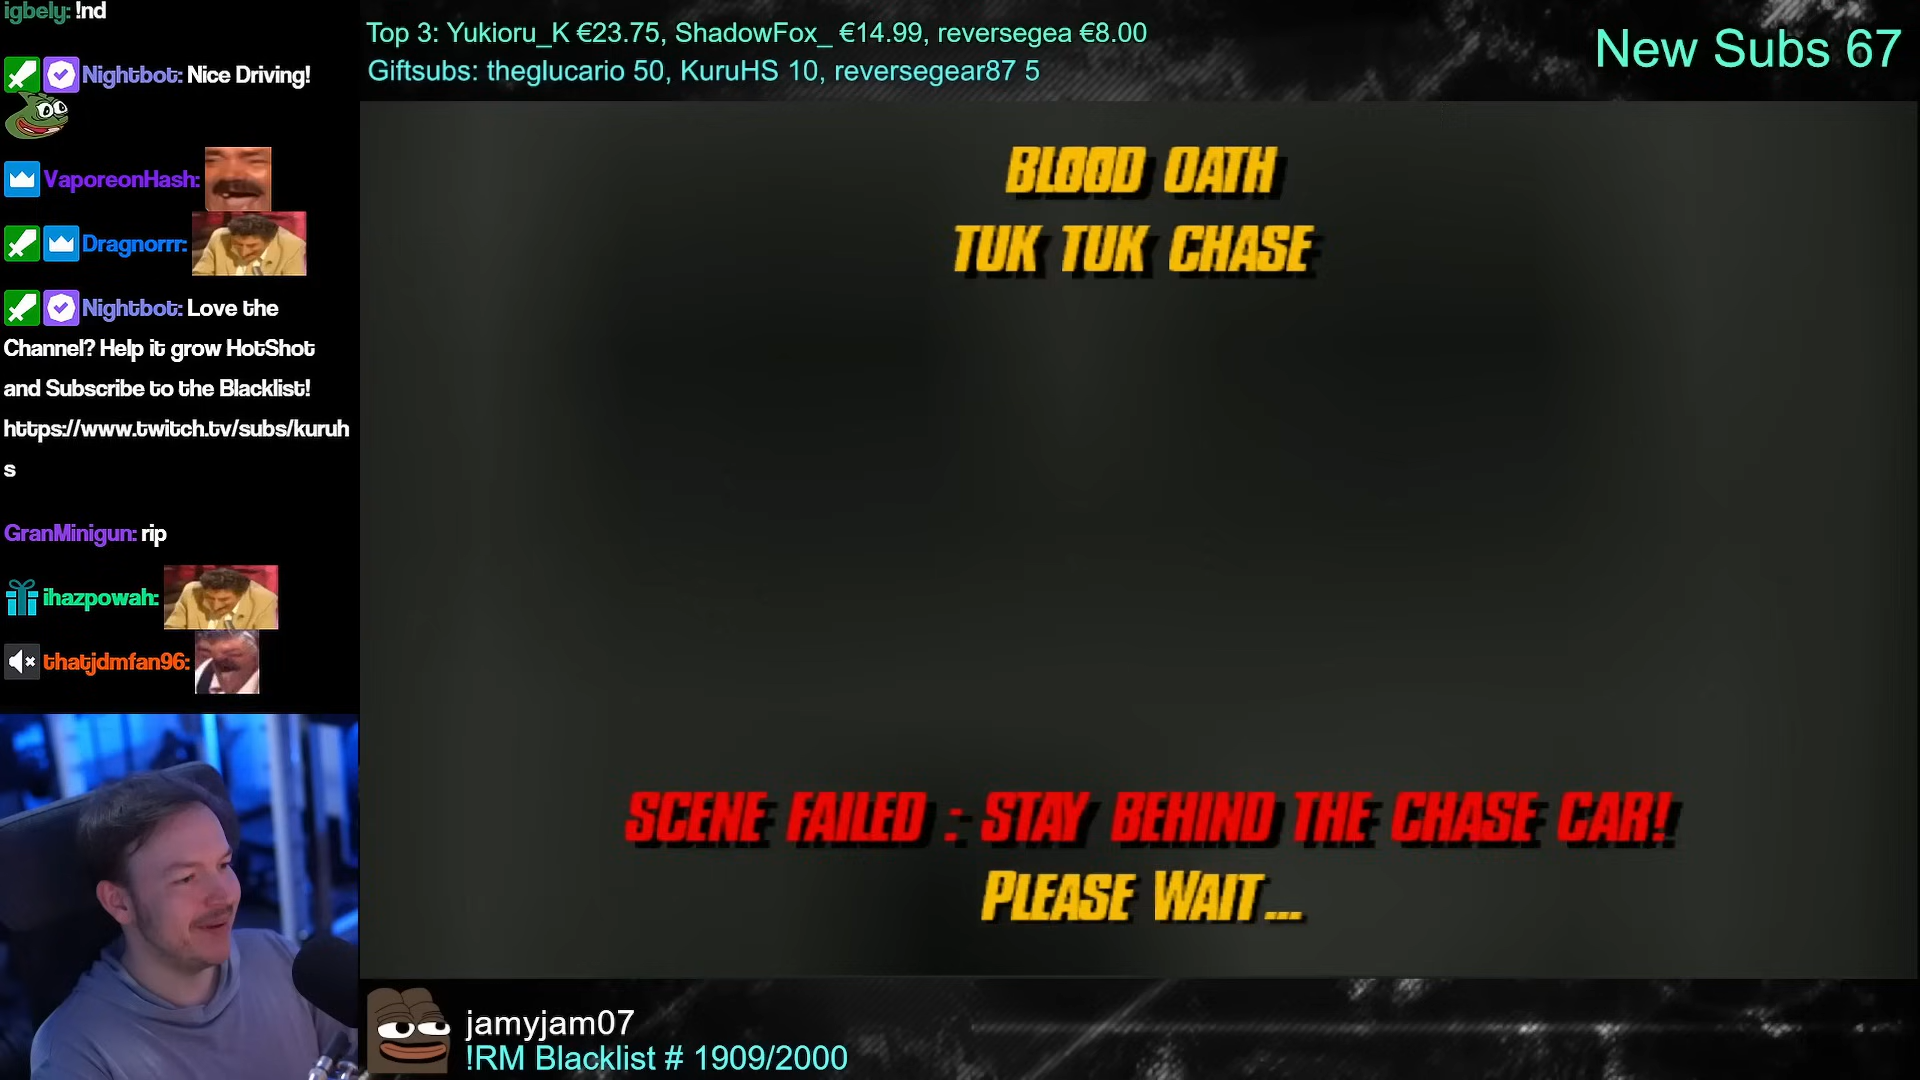 igbely: !nd
Nightbot: Nice Driving!
VaporeonHash:
Dragnorrr:
Nightbot: Love the
Channel? Help it grow HotShot
and Subscribe to the Blacklist!
https://www.twitch.tv/subs/kuruh
s
GranMinigun: rip
ihazpowah:
thatjdmfan96:
Top 3: Yukioru_K €23.75, ShadowFox_ €14.99, reversegea €8.00
Giftsubs: theglucario 50, KuruHS 10, reversegear87 5
New Subs 67
BLØØD OATH
TUK TUK CHASE
SCENE FAILED : STAY BEHIND THE CHASE CAR!
PLEASE WAIT...
jamyjam07
!RM Blacklist # 1909/2000